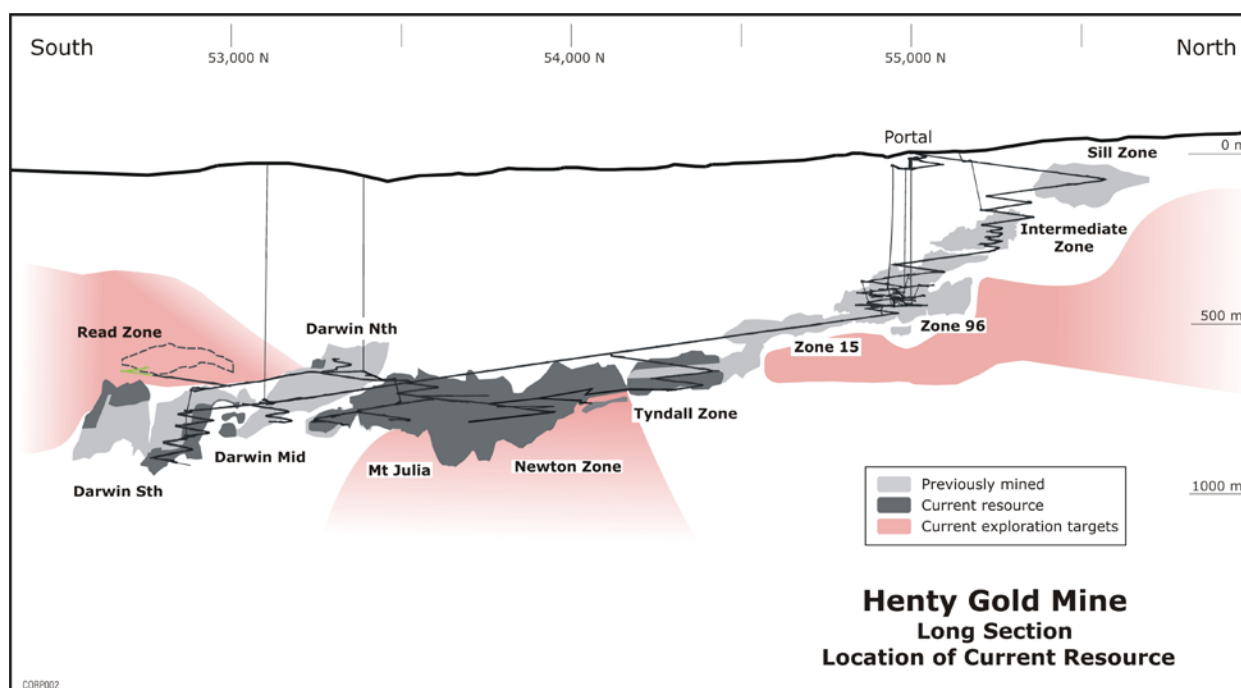 South
53,000 N
54,000 N
55,000 N
North
Portal
0 m
Sill Zone
Intermediate
Zone
Read Zone
Darwin Nth
500 m
Zone 96
Zone 15
Tyndall Zone
Darwin Mid
Mt Julia
Newton Zone
Darwin Sth
Previously mined
Current resource
Current exploration targets
1000 m
Henty Gold Mine
Long Section
Location of Current Resource
CORP002